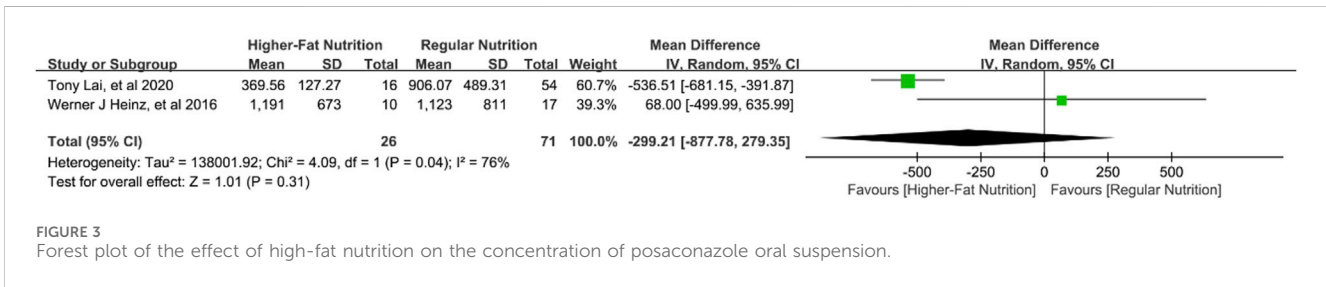 Higher-Fat Nutrition Regular Nutrition Mean Difference Mean Difference
Study or Subgroup Mean SD Total Mean SD Total Weight IV, Random, 95% CI IV, Random, 95% CI
Tony Lai, et al 2020 369.56 127.27 16 906.07 489.31 54 60.7% -536.51 [-681.15, -391.87]
Werner J Heinz, et al 2016 1,191 673 10 1,123 811 17 39.3% 68.00 [-499.99, 635.99]
Total (95% CI) 26 71 100.0% -299.21 [-877.78, 279.35]
Heterogeneity: Tau² = 138001.92; Chi² = 4.09, df = 1 (P = 0.04); I² = 76%
Test for overall effect: Z = 1.01 (P = 0.31)
-500 -250 0 250 500
Favours [Higher-Fat Nutrition] Favours [Regular Nutrition]
FIGURE 3
Forest plot of the effect of high-fat nutrition on the concentration of posaconazole oral suspension.